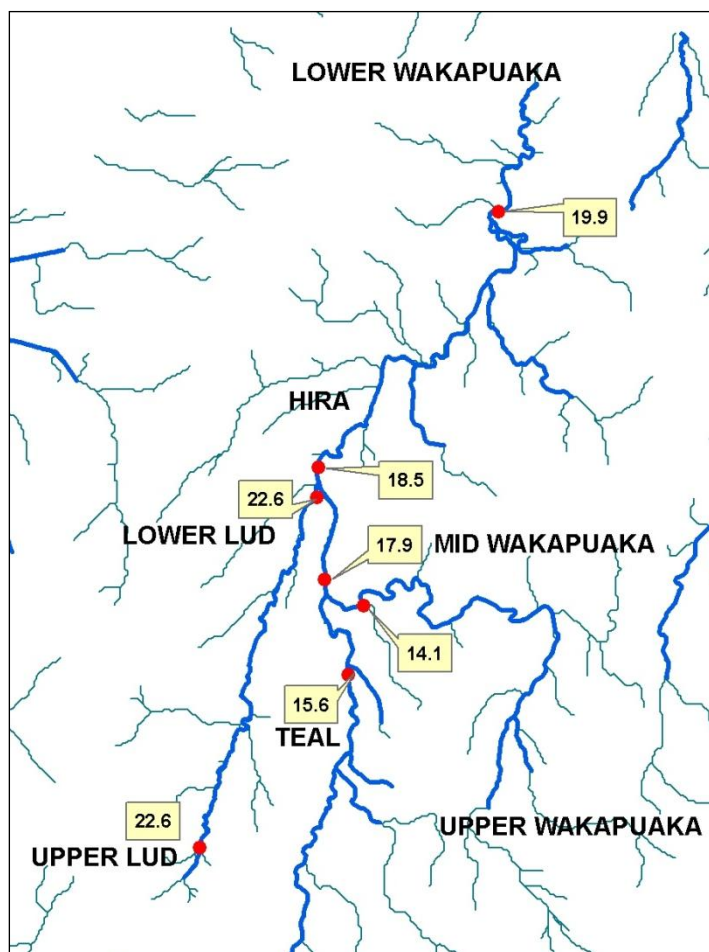 LOWER WAKAPUAKA
19.9
HIRA
18.5
22.6
LOWER LUD
17.9
MID WAKAPUAKA
14.1
15.6
TEAL
22.6
UPPER WAKAPUAKA
UPPER LUD